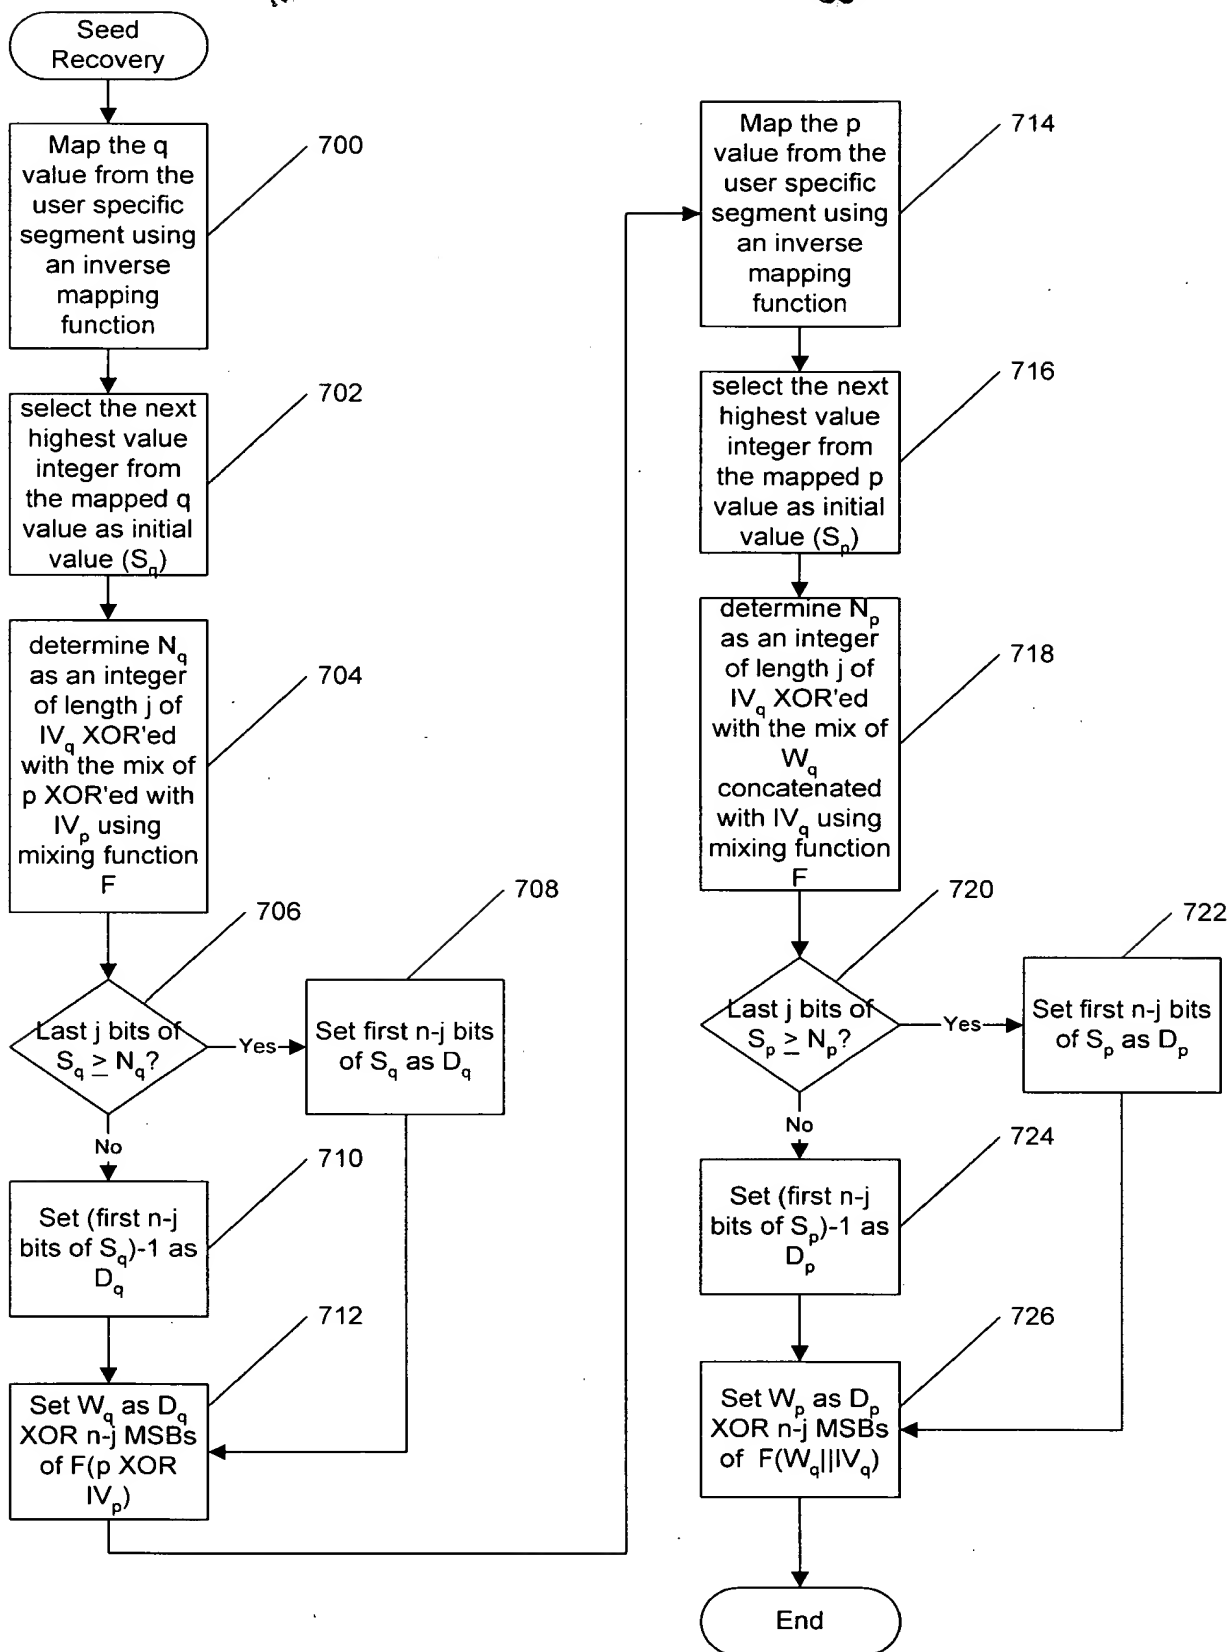 Seed
Recovery
Map the q
value from the
user specific
segment using
an inverse
mapping
function
700
select the next
highest value
integer from
the mapped q
value as initial
value (Sq)
702
determine Nq
as an integer
of length j of
IVq XOR'ed
with the mix of
p XOR'ed with
IVp using
mixing function
F
704
706
Last j bits of
Sq ≥ Nq?
Yes
708
Set first n-j bits
of Sq as Dq
No
710
Set (first n-j
bits of Sq)-1 as
Dq
712
Set Wq as Dq
XOR n-j MSBs
of F(p XOR
IVp)
Map the p
value from the
user specific
segment using
an inverse
mapping
function
714
select the next
highest value
integer from
the mapped p
value as initial
value (Sp)
716
determine Np
as an integer
of length j of
IVq XOR'ed
with the mix of
Wq
concatenated
with IVq using
mixing function
F
718
720
Last j bits of
Sp ≥ Np?
Yes
722
Set first n-j bits
of Sp as Dp
No
724
Set (first n-j
bits of Sp)-1 as
Dp
726
Set Wp as Dp
XOR n-j MSBs
of F(Wq||IVq)
End